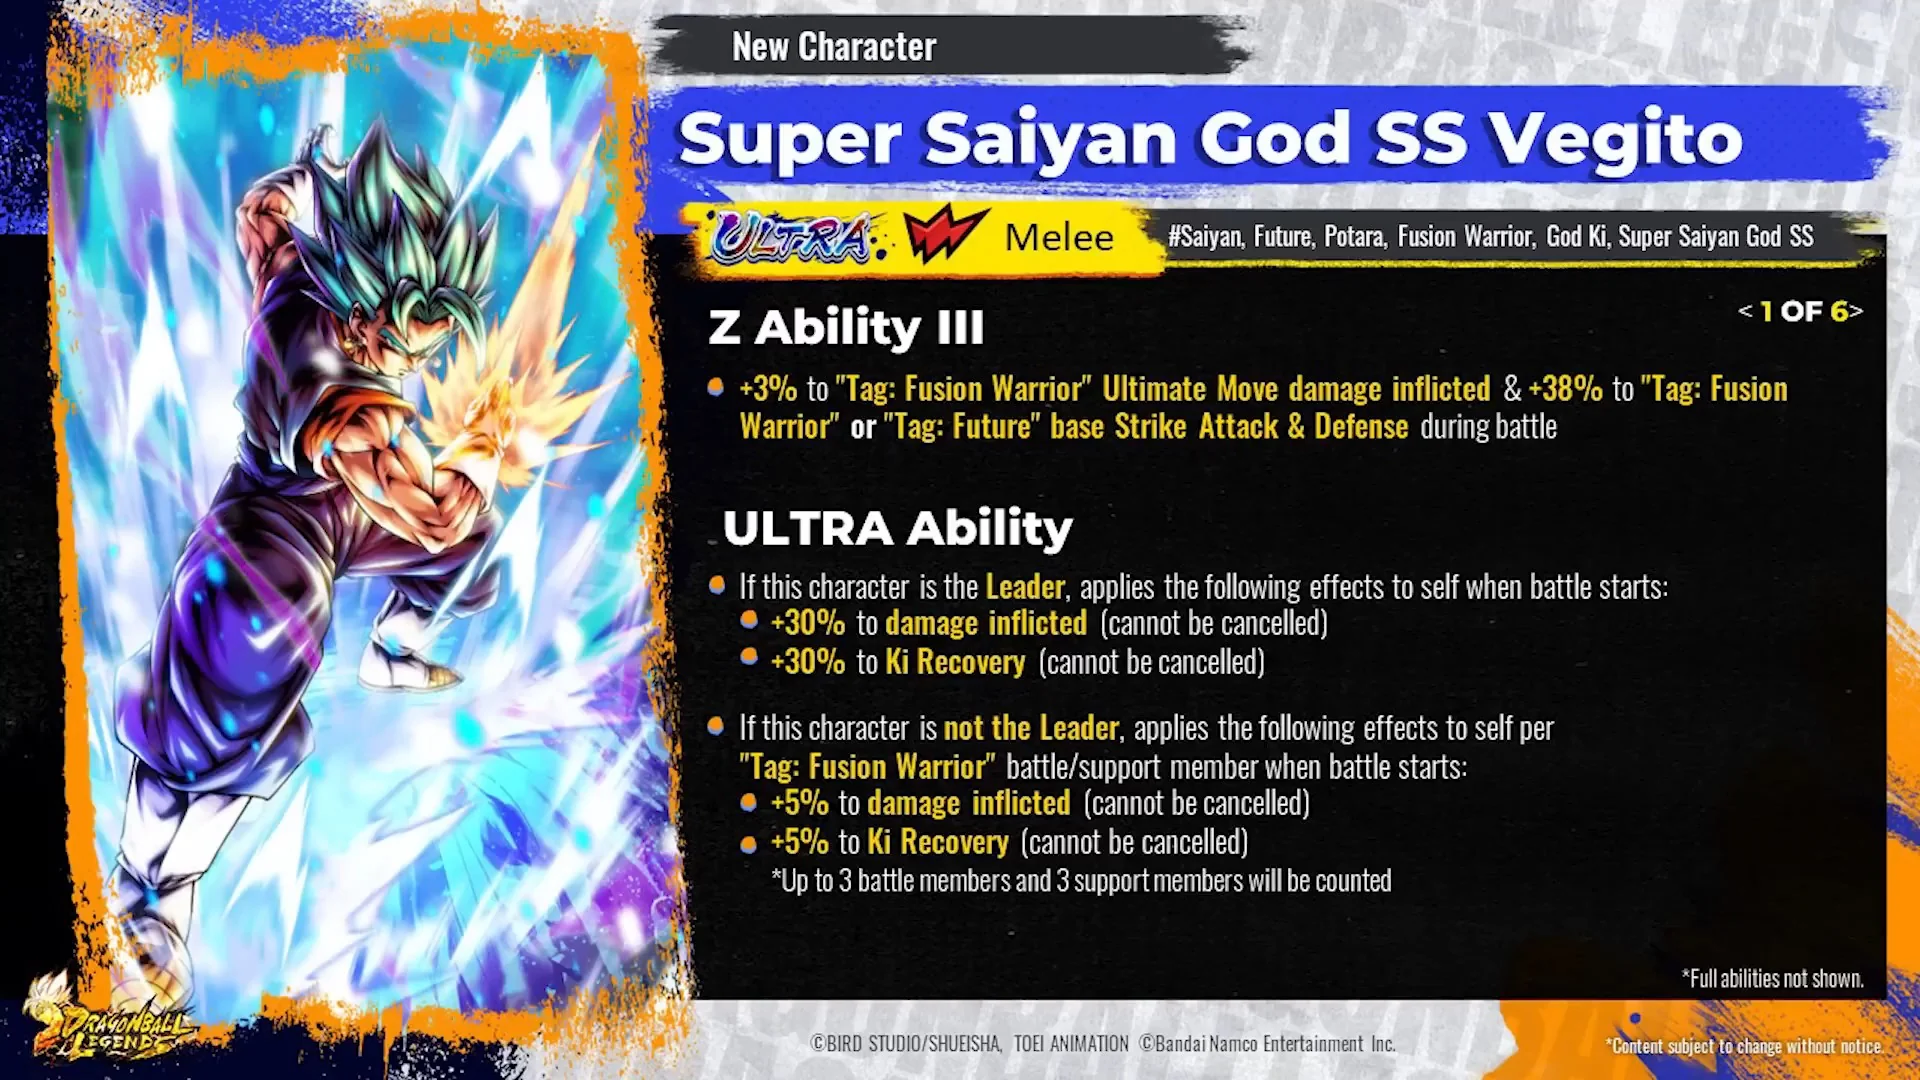 New Character
Super Saiyan God SS Vegito
ULTRA Melee #Saiyan, Future, Potara, Fusion Warrior, God Ki, Super Saiyan God SS
< 1 OF 6>
Z Ability III
+3% to "Tag: Fusion Warrior" Ultimate Move damage inflicted & +38% to "Tag: Fusion
Warrior" or "Tag: Future" base Strike Attack & Defense during battle
ULTRA Ability
If this character is the Leader, applies the following effects to self when battle starts:
+30% to damage inflicted (cannot be cancelled)
+30% to Ki Recovery (cannot be cancelled)
If this character is not the Leader, applies the following effects to self per
"Tag: Fusion Warrior" battle/support member when battle starts:
+5% to damage inflicted (cannot be cancelled)
+5% to Ki Recovery (cannot be cancelled)
*Up to 3 battle members and 3 support members will be counted
*Full abilities not shown.
DRAGONBALL
LEGENDS
©BIRD STUDIO/SHUEISHA, TOEI ANIMATION ©Bandai Namco Entertainment Inc.
*Content subject to change without notice.